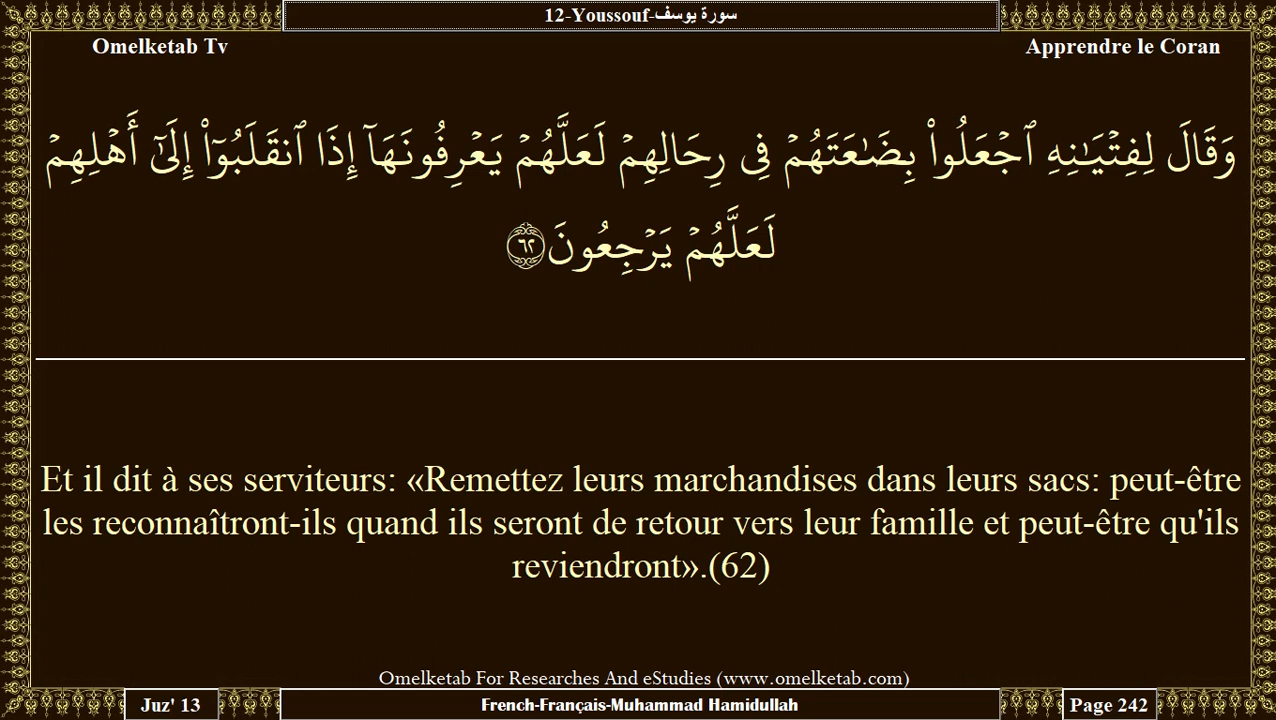 12-Youssouf-سورة يوسف
Omelketab Tv
Apprendre le Coran
وَقَالَ لِفِتْيَـٰنِهِ ٱجْعَلُوا۟ بِضَـٰعَتَهُمْ فِى رِحَالِهِمْ لَعَلَّهُمْ يَعْرِفُونَهَآ إِذَا ٱنقَلَبُوٓا۟ إِلَىٰٓ أَهْلِهِمْ
لَعَلَّهُمْ يَرْجِعُونَ ٦٢
Et il dit à ses serviteurs: «Remettez leurs marchandises dans leurs sacs: peut-être
les reconnaîtront-ils quand ils seront de retour vers leur famille et peut-être qu'ils
reviendront».(62)
Omelketab For Researches And eStudies (www.omelketab.com)
Juz' 13
French-Français-Muhammad Hamidullah
Page 242